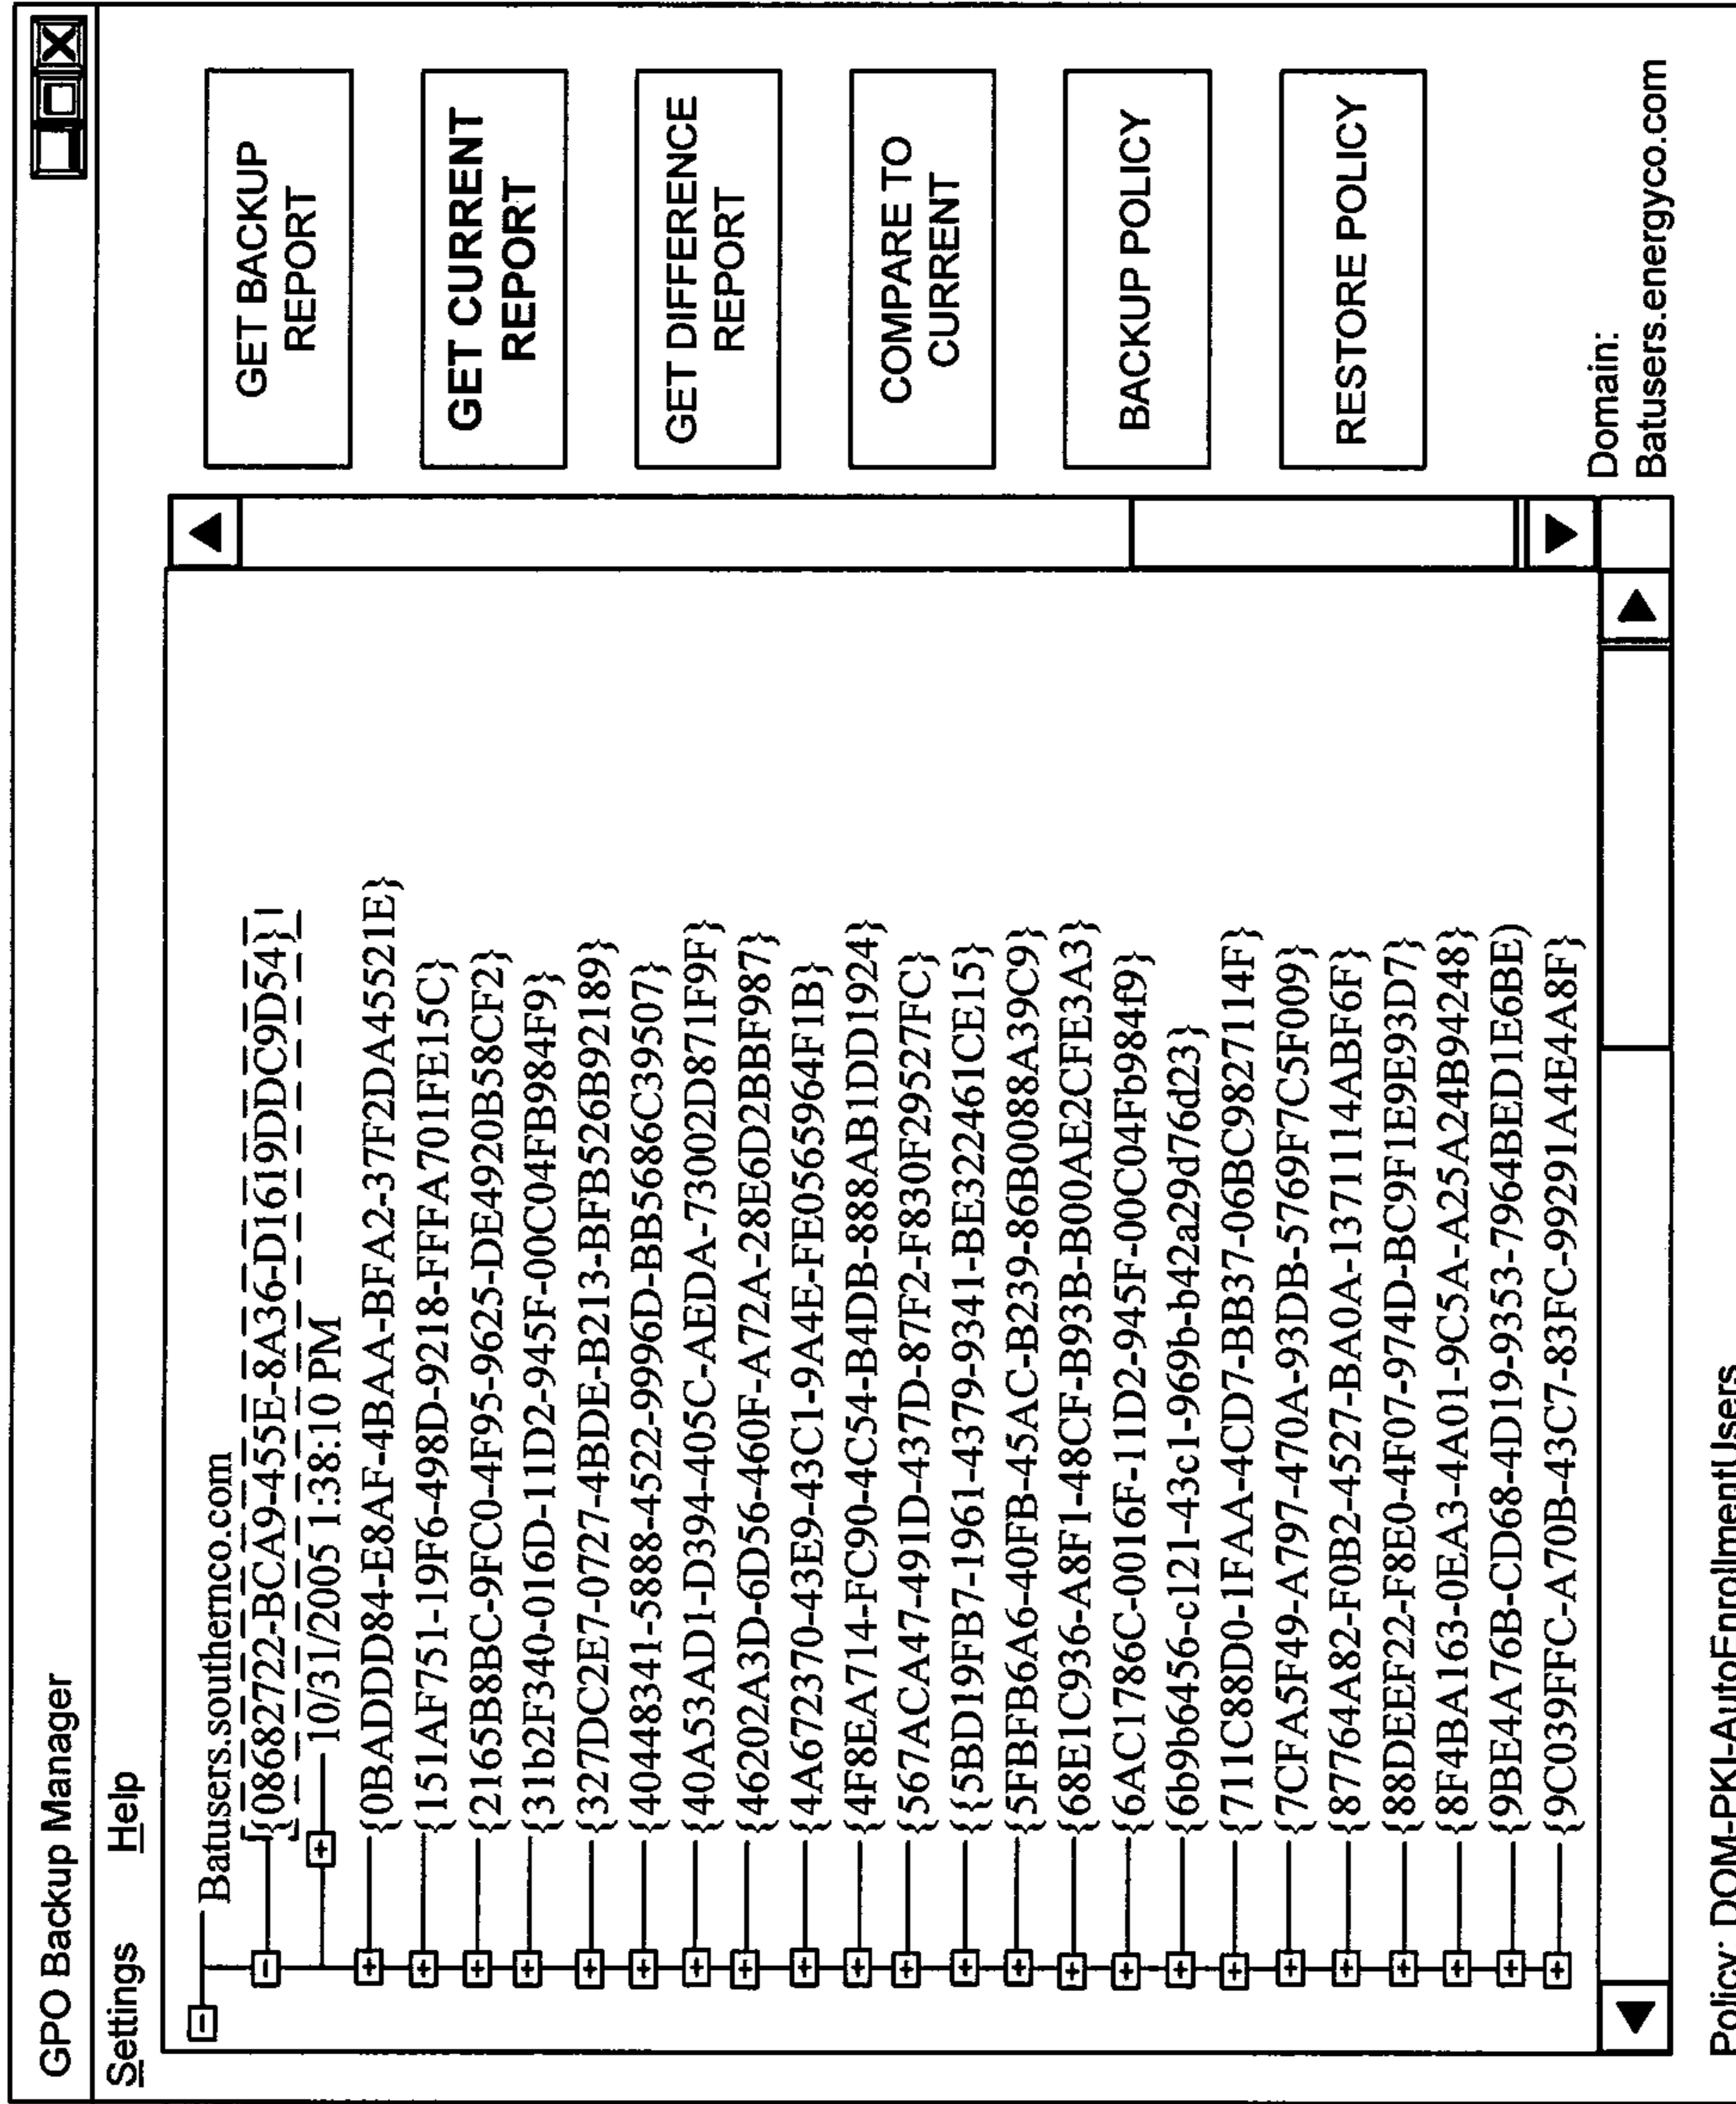 GPO Backup Manager
Settings Help
Batusers.southernco.com
{08682722-BCA9-455E-8A36-D1619DDC9D54}
10/31/2005 1:38:10 PM
{0BADDD84-E8AF-4BAA-BFA2-37F2DA45521E}
{151AF751-19F6-498D-9218-FFFA701FE15C}
{2165B8BC-9FC0-4F95-9625-DE4920B58CF2}
{31b2F340-016D-11D2-945F-00C04FB984F9}
{327DC2E7-0727-4BDE-B213-BFB526B92189}
{40448341-5888-4522-9996D-BB5686C39507}
{40A53AD1-D394-405C-AEDA-73002D871F9F}
{46202A3D-6D56-460F-A72A-28E6D2BBF987}
{4A672370-43E9-43C1-9A4E-FE0565964F1B}
{4F8EA714-FC90-4C54-B4DB-888AB1DD1924}
{567ACA47-491D-437D-87F2-F830F29527FC}
{{5BD19FB7-1961-4379-9341-BE322461CE15}
{5FBFB6A6-40FB-45AC-B239-86B0088A39C9}
{68E1C936-A8F1-48CF-B93B-B00AE2CFE3A3}
{6AC1786C-0016F-11D2-945F-00C04Fb984f9}
{6b9b6456-c121-43c1-969b-b42a29d76d23}
{711C88D0-1FAA-4CD7-BB37-06BC9827114F}
{7CFA5F49-A797-470A-93DB-5769F7C5F009}
{87764A82-F0B2-4527-BA0A-1371114ABF6F}
{88DEEF22-F8E0-4F07-974D-BC9F1E9E93D7}
{8F4BA163-0EA3-4A01-9C5A-A25A24B94248}
{9BE4A76B-CD68-4D19-9353-7964BED1E6BE)
{9C039FFC-A70B-43C7-83FC-99291A4E4A8F}
GET BACKUP
REPORT
GET CURRENT
REPORT
GET DIFFERENCE
REPORT
COMPARE TO
CURRENT
BACKUP POLICY
RESTORE POLICY
Domain:
Batusers.energyco.com
Policy: DOM-PKI-AutoEnrollmentUsers